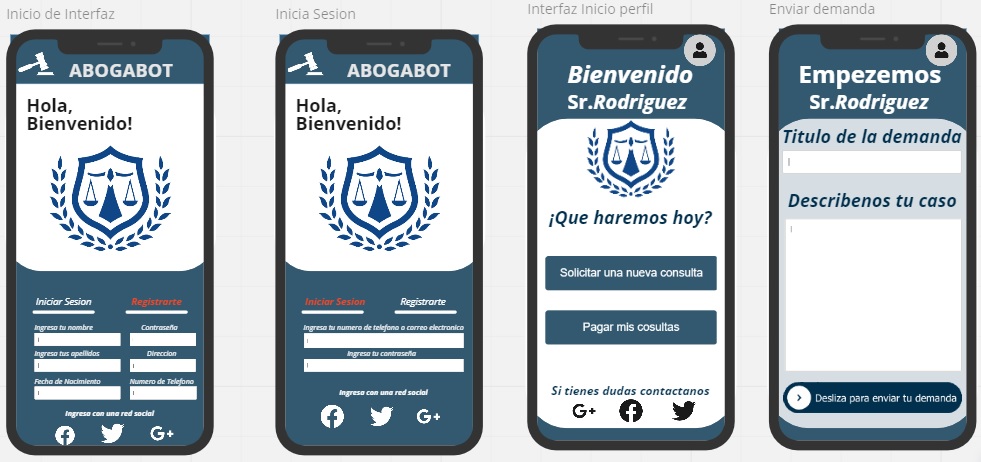 Inicio de Interfaz
ABOGABOT
Hola,
Bienvenido!
Iniciar Sesion
Registrarte
Ingresa tu nombre
Contraseña
Ingresa tus apellidos
Direccion
Fecha de Nacimiento
Numero de Telefono
Ingresa con una red social
G+
Inicia Sesion
ABOGABOT
Hola,
Bienvenido!
Iniciar Sesion
Registrarte
Ingresa tu numero de telefono o correo electronico
Ingresa tu contraseña
Ingresa con una red social
G+
Interfaz Inicio perfil
Bienvenido
Sr.Rodriguez
¡Que haremos hoy?
Solicitar una nueva consulta
Pagar mis cosultas
Si tienes dudas contactanos
G+
Enviar demanda
Empezemos
Sr.Rodriguez
Titulo de la demanda
Describenos tu caso
Desliza para enviar tu demanda